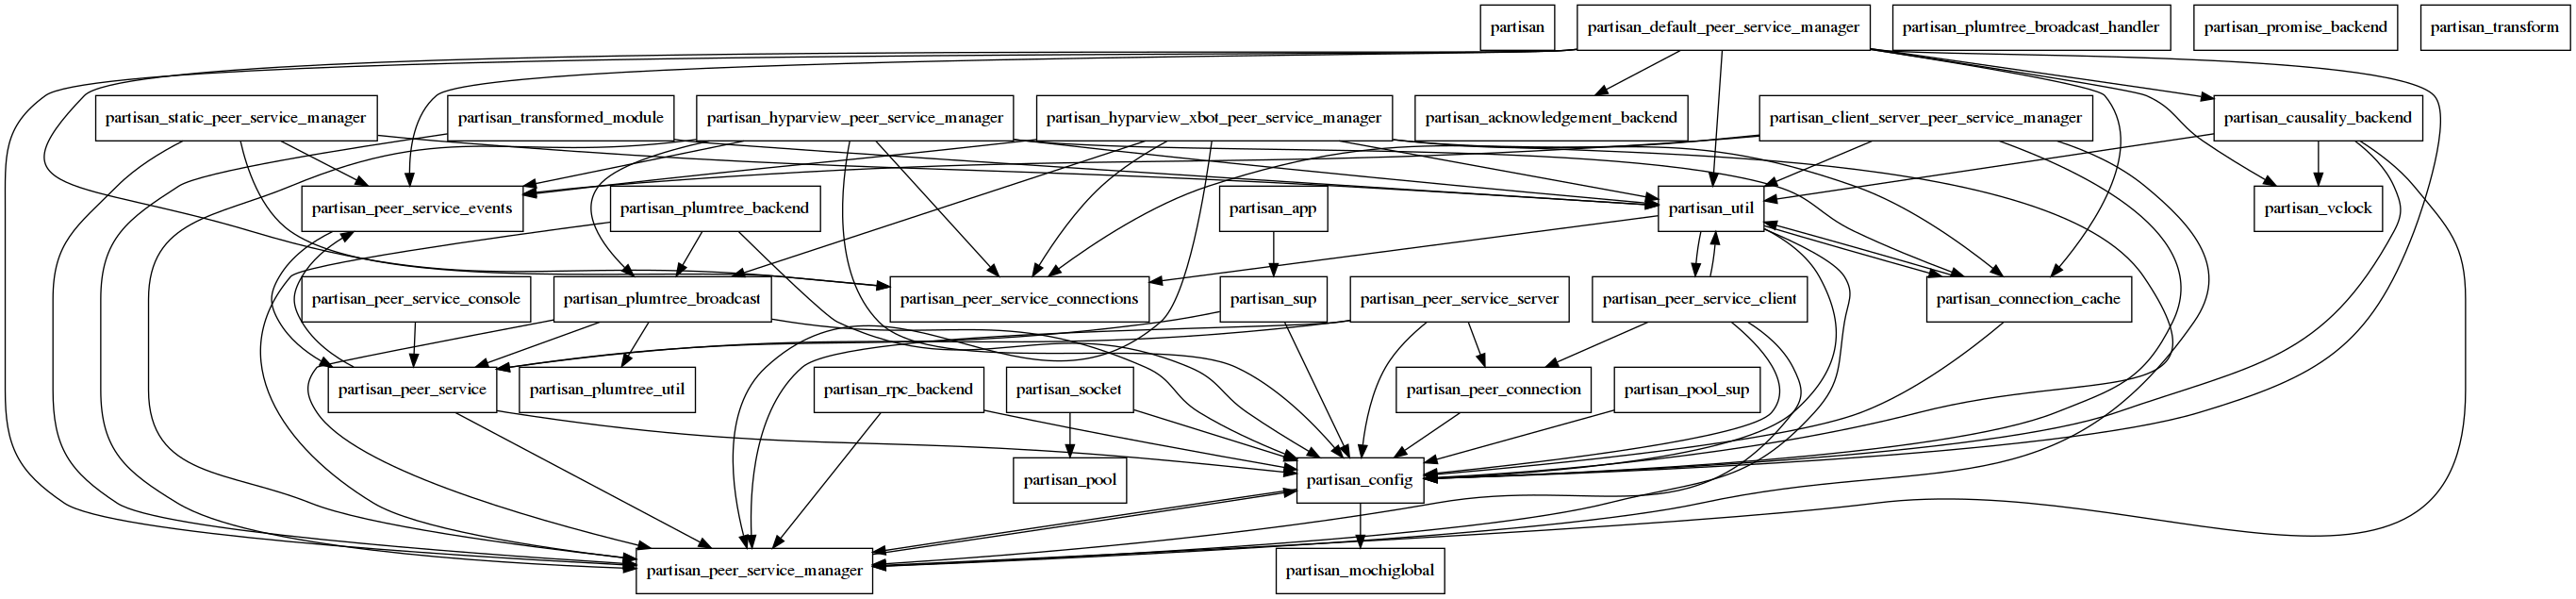 partisan
partisan_default_peer_service_manager
partisan_plumtree_broadcast_handler
partisan_promise_backend
partisan_transform
partisan_static_peer_service_manager
partisan_transformed_module
partisan_hyparview_peer_service_manager
partisan_hyparview_xbot_peer_service_manager
partisan_acknowledgement_backend
partisan_client_server_peer_service_manager
partisan_causality_backend
partisan_peer_service_events
partisan_plumtree_backend
partisan_app
partisan_util
partisan_vclock
partisan_peer_service_console
partisan_plumtree_broadcast
partisan_peer_service_connections
partisan_sup
partisan_peer_service_server
partisan_peer_service_client
partisan_connection_cache
partisan_peer_service
partisan_plumtree_util
partisan_rpc_backend
partisan_socket
partisan_peer_connection
partisan_pool_sup
partisan_pool
partisan_config
partisan_peer_service_manager
partisan_mochiglobal